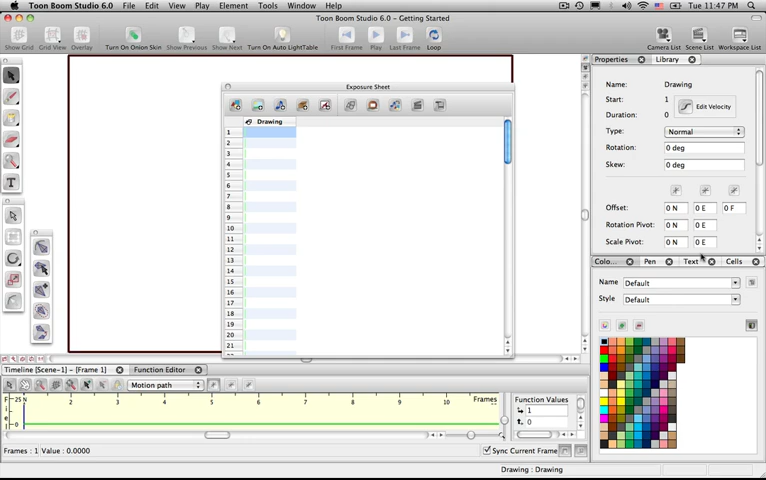 Toon Boom Studio 6.0 File Edit View Play Element Tools Window Help Tue 11:47 PM
Toon Boom Studio 6.0 - Getting Started
Show Grid Grid View Overlay Turn On Onion Skin Show Previous Show Next Turn On Auto LightTable First Frame Play Last Frame Loop Camera List Scene List Workspace List
Properties Library
Exposure Sheet
Name: Drawing
Start: 1
Duration: 0
Edit Velocity
Type: Normal
Rotation: 0 deg
Skew: 0 deg
Offset: 0 N 0 E 0 F
Rotation Pivot: 0 N 0 E
Scale Pivot: 0 N 0 E
Drawing
1
2
3
4
5
6
7
8
9
10
11
12
13
14
15
16
17
18
19
20
21
Colo... Pen Text Cells
Name Default
Style Default
Timeline [Scene-1] - [Frame 1] Function Editor
Motion path
F 25 N 2 3 4 5 6 7 8 9 10 Frames
0
Function Values
1
0
Frames : 1 Value : 0.0000 Sync Current Frame
Drawing : Drawing